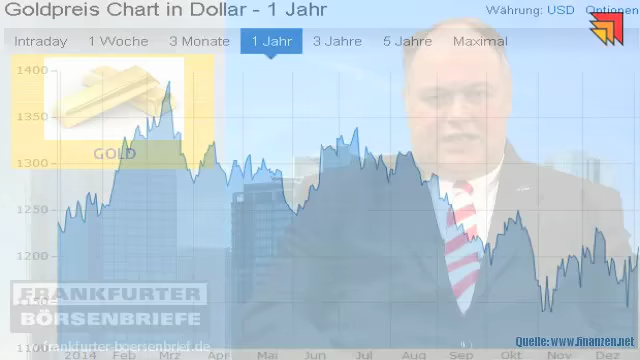 Goldpreis Chart in Dollar - 1 Jahr
Währung: USD Optionen
Intraday 1 Woche 3 Monate 1 Jahr 3 Jahre 5 Jahre Maximal
1400
1350
GOLD
1300
1250
1200
1150
1100
FRANKFURTER
BÖRSENBRIEFE
frankfurter-boersenbrief.de
Quelle: www.finanzen.net
2014 Feb Mrz Apr Mai Jun Jul Aug Sep Okt Nov Dez